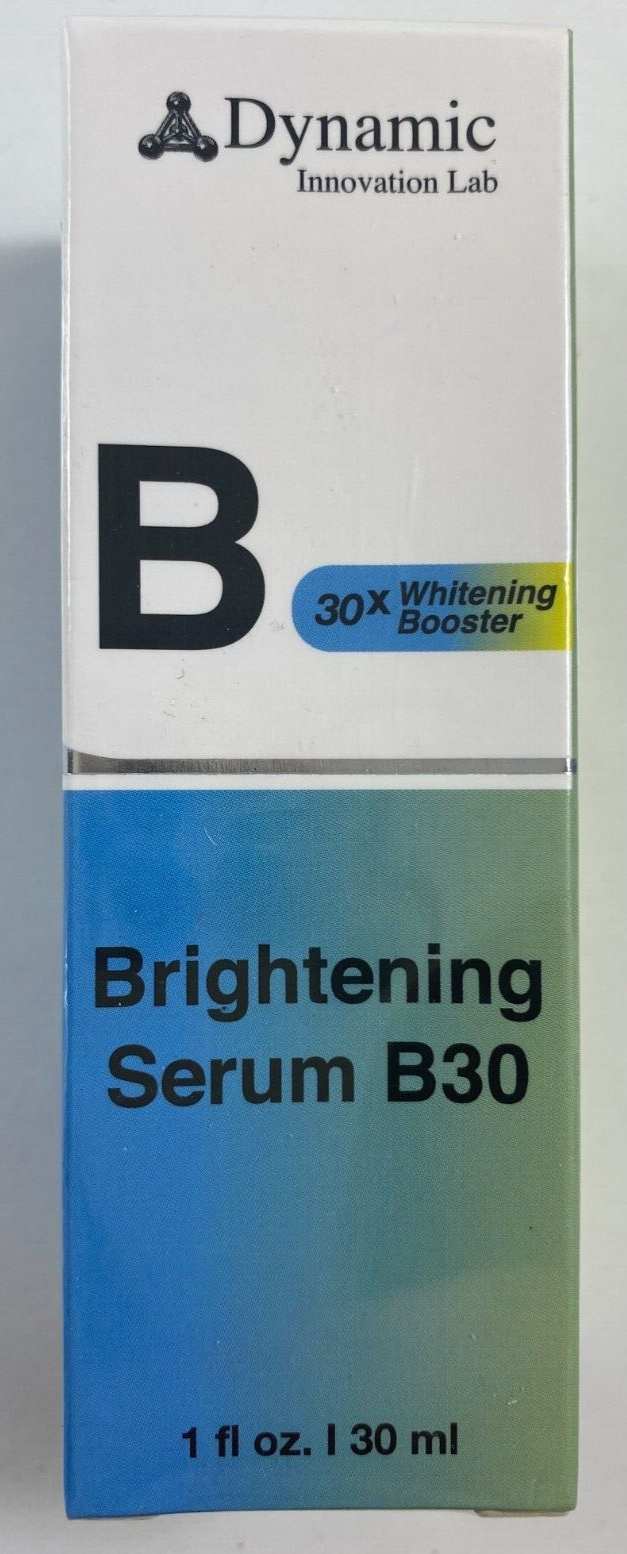 Dynamic
Innovation Lab
B
30x Whitening
Booster
Brightening
Serum B30
1 fl oz. I 30 ml